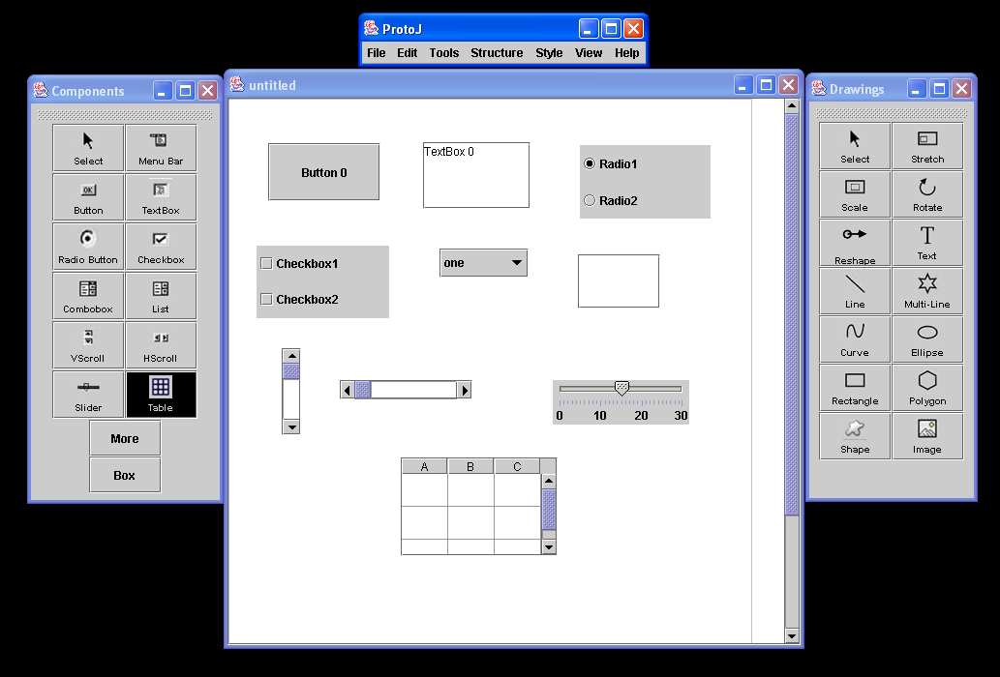 ProtoJ
File Edit Tools Structure Style View Help
Components
Select Menu Bar
Button TextBox
Radio Button Checkbox
Combobox List
VScroll HScroll
Slider Table
More
Box
untitled
Button 0
TextBox 0
Radio1
Radio2
Checkbox1
Checkbox2
one
0 10 20 30
A B C
Drawings
Select Stretch
Scale Rotate
Reshape Text
Line Multi-Line
Curve Ellipse
Rectangle Polygon
Shape Image